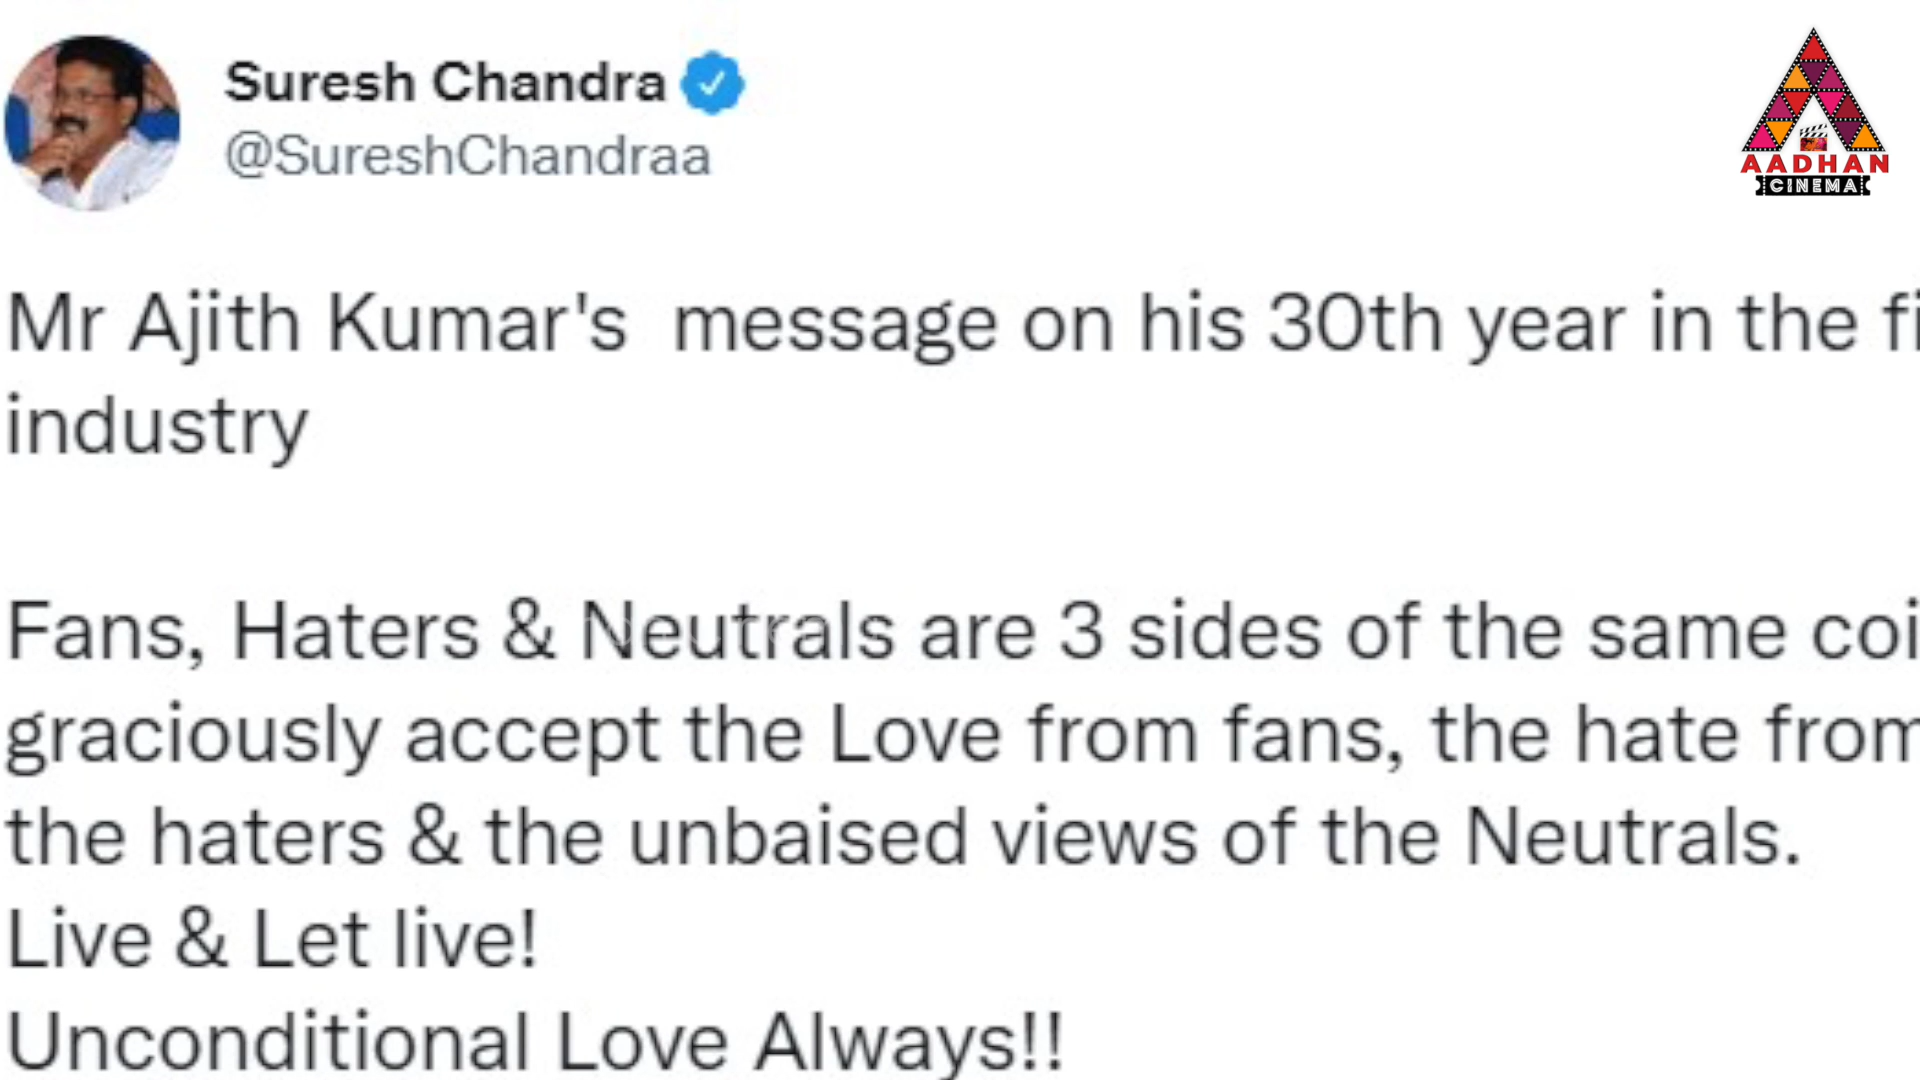 Suresh Chandra
@SureshChandraa
AADHAN
CINEMA
Mr Ajith Kumar's  message on his 30th year in the fi
industry
Fans, Haters & Neutrals are 3 sides of the same coi
graciously accept the Love from fans, the hate from
the haters & the unbaised views of the Neutrals.
Live & Let live!
Unconditional Love Always!!